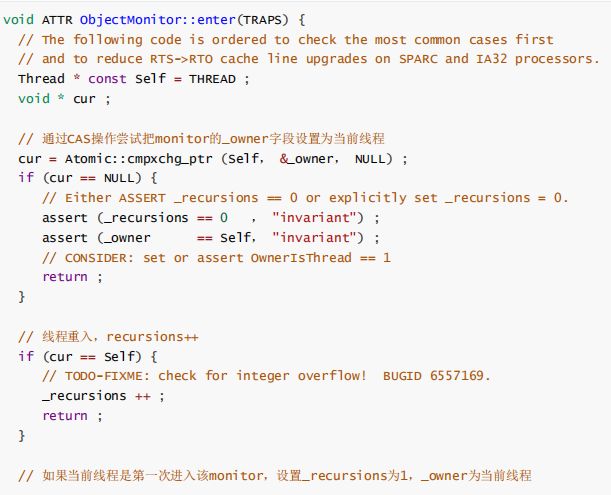 void ATTR ObjectMonitor::enter(TRAPS) {
// The following code is ordered to check the most common cases first
// and to reduce RTS->RTO cache line upgrades on SPARC and IA32 processors.
Thread * const Self = THREAD ;
void * cur ;
// 通过CAS操作尝试把monitor的_owner字段设置为当前线程
cur = Atomic::cmpxchg_ptr (Self, &_owner, NULL) ;
if (cur == NULL) {
// Either ASSERT _recursions == 0 or explicitly set _recursions = 0.
assert (_recursions == 0   , "invariant") ;
assert (_owner      == Self, "invariant") ;
// CONSIDER: set or assert OwnerIsThread == 1
return ;
}
// 线程重入，recursions++
if (cur == Self) {
// TODO-FIXME: check for integer overflow!  BUGID 6557169.
_recursions ++ ;
return ;
}
// 如果当前线程是第一次进入该monitor，设置_recursions为1，_owner为当前线程